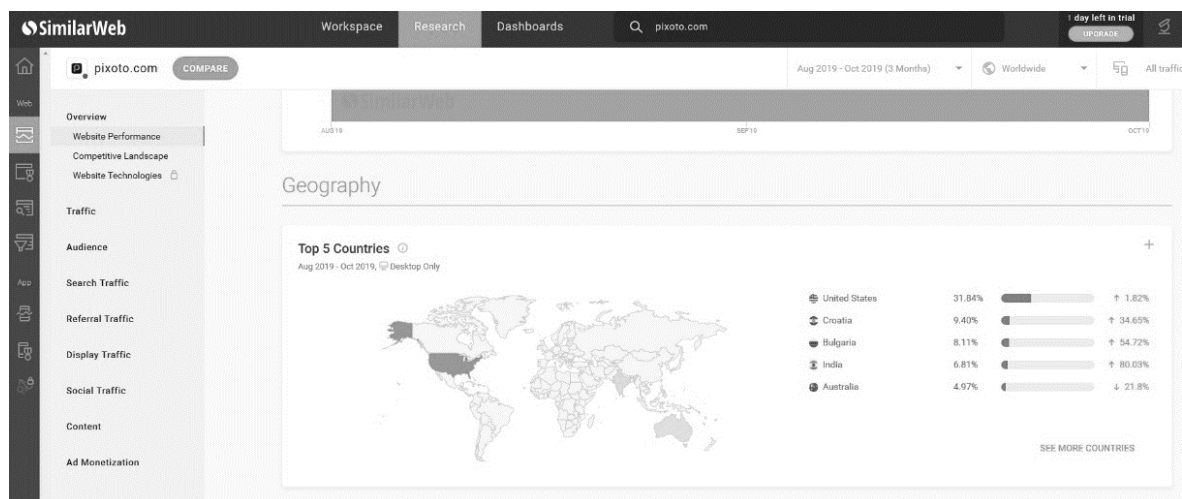 SimilarWeb Workspace Research Dashboards pixoto.com 1 day left in trial
UPGRADE
pixoto.com COMPARE Aug 2019 - Oct 2019 (3 Months) Worldwide All traffic
Web
Overview
Website Performance
Competitive Landscape
Website Technologies
Traffic
Audience
Search Traffic
Referral Traffic
Display Traffic
Social Traffic
Content
Ad Monetization
App
SimilarWeb
AUG 19 SEP 19 OCT 19
Geography
Top 5 Countries
Aug 2019 - Oct 2019, Desktop Only
United States 31.84% ↑ 1.82%
Croatia 9.40% ↑ 34.65%
Bulgaria 8.11% ↑ 54.72%
India 6.81% ↑ 80.03%
Australia 4.97% ↓ 21.8%
SEE MORE COUNTRIES